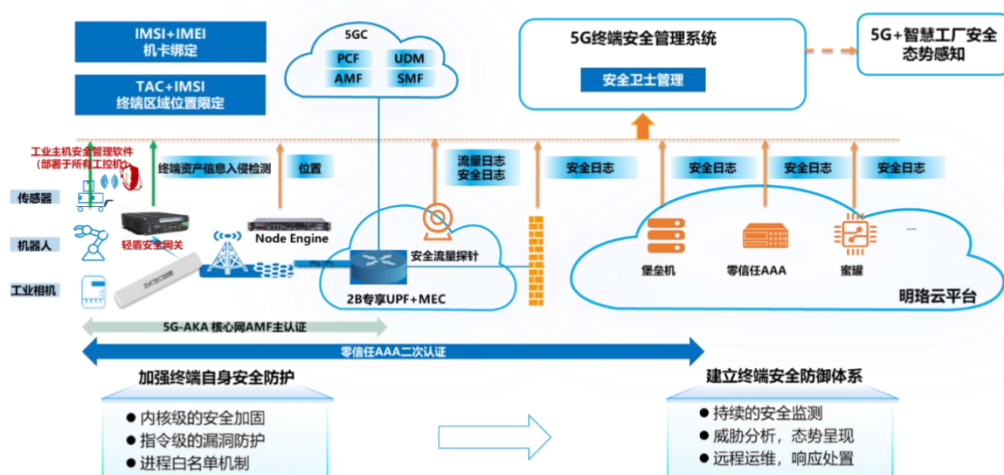 IMSI+IMEI
机卡绑定
TAC+IMSI
终端区域位置限定
5GC
PCF
UDM
AMF
SMF
5G终端安全管理系统
安全卫士管理
5G+智慧工厂安全
态势感知
工业主机安全管理软件
(部署于所有工控机)
终端资产信息入侵检测
位置
流量日志
安全日志
安全日志
安全日志
安全日志
安全日志
传感器
机器人
工业相机
轻盾安全网关
Node Engine
安全流量探针
2B专享UPF+MEC
堡垒机
零信任AAA
蜜罐
明珞云平台
5G-AKA 核心网AMF主认证
零信任AAA二次认证
加强终端自身安全防护
● 内核级的安全加固
● 指令级的漏洞防护
● 进程白名单机制
建立终端安全防御体系
● 持续的安全监测
● 威胁分析，态势呈现
● 远程运维，响应处置